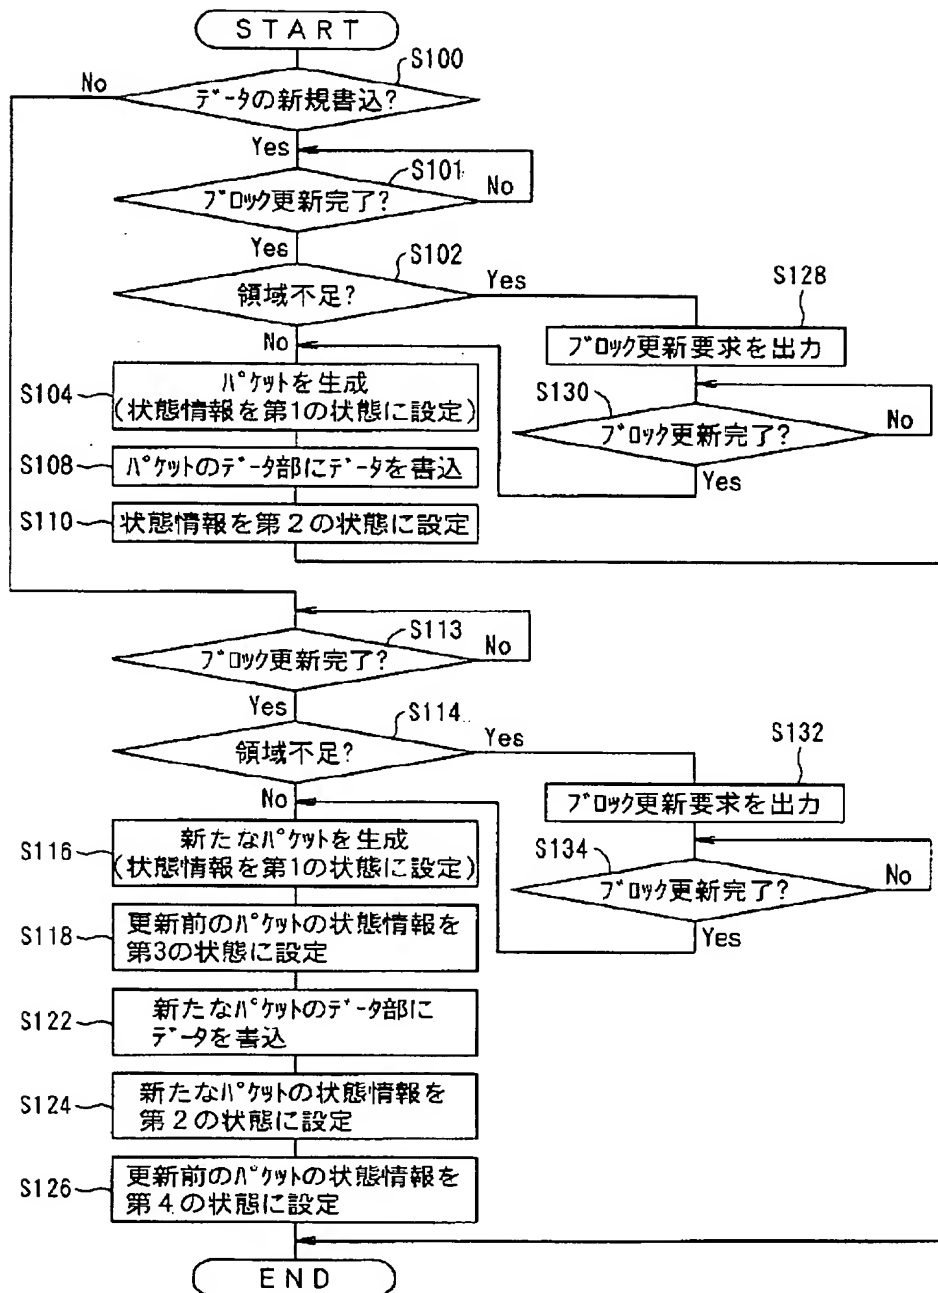 START
S100
No
データの新規書込?
Yes
S101
No
ブロック更新完了?
Yes
S102
Yes
領域不足?
S128
No
ブロック更新要求を出力
S104
パケットを生成
(状態情報を第1の状態に設定)
S130
No
ブロック更新完了?
S108
パケットのデータ部にデータを書込
Yes
S110
状態情報を第2の状態に設定
S113
No
ブロック更新完了?
Yes
S114
Yes
領域不足?
S132
No
ブロック更新要求を出力
S116
新たなパケットを生成
(状態情報を第1の状態に設定)
S134
No
ブロック更新完了?
S118
更新前のパケットの状態情報を
第3の状態に設定
Yes
S122
新たなパケットのデータ部に
データを書込
S124
新たなパケットの状態情報を
第2の状態に設定
S126
更新前のパケットの状態情報を
第4の状態に設定
END